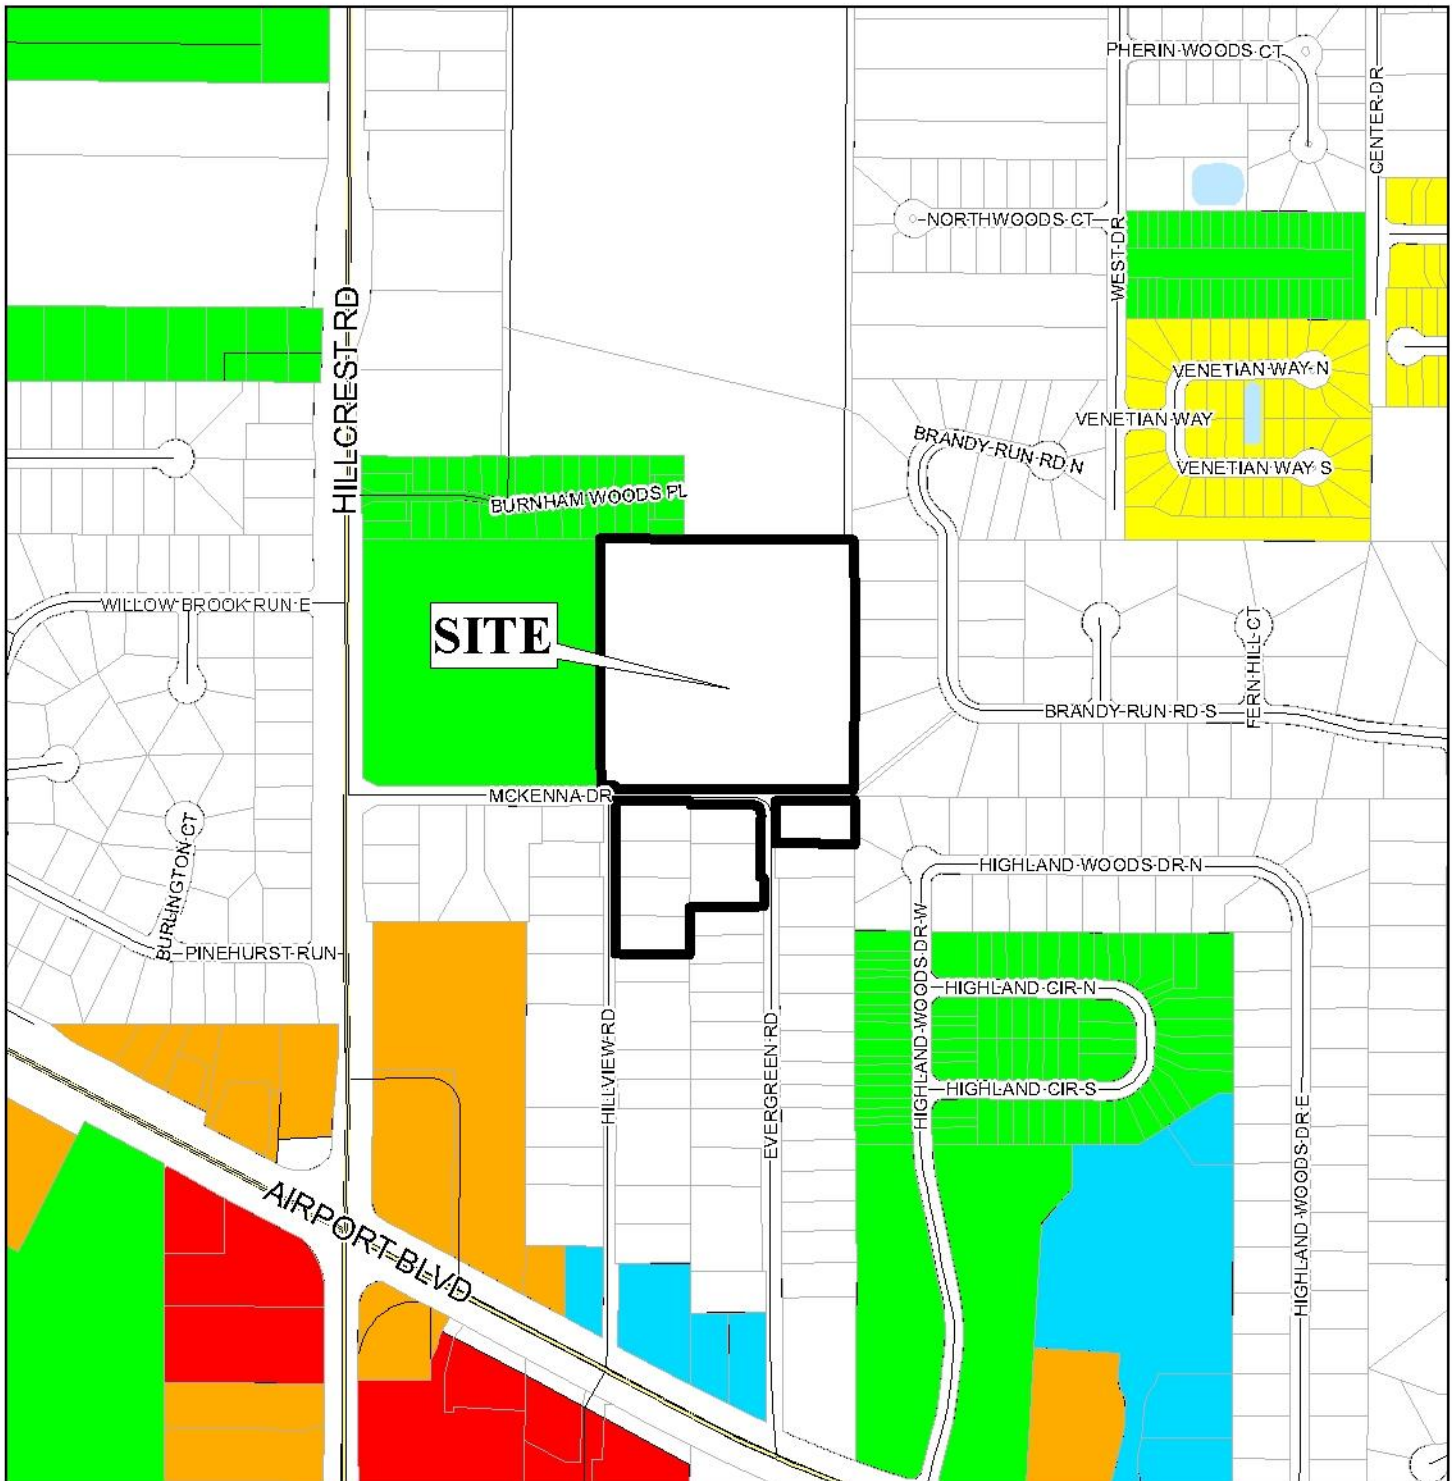 PHERIN WOODS CT
CENTER DR
NORTHWOODS CT
WEST DR
HILLCREST RD
VENETIAN WAY N
VENETIAN WAY
BRANDY RUN RD N
VENETIAN WAY S
BURNHAM WOODS PL
WILLOW BROOK RUN E
SITE
FERN HILL CT
BRANDY RUN RD S
MCKENNA DR
BURLINGTON CT
HIGHLAND WOODS DR N
PINEHURST RUN
HIGHLAND WOODS DR W
HIGHLAND CIR N
HILLVIEW RD
EVERGREEN RD
HIGHLAND CIR S
HIGHLAND WOODS DR E
AIRPORT BLVD